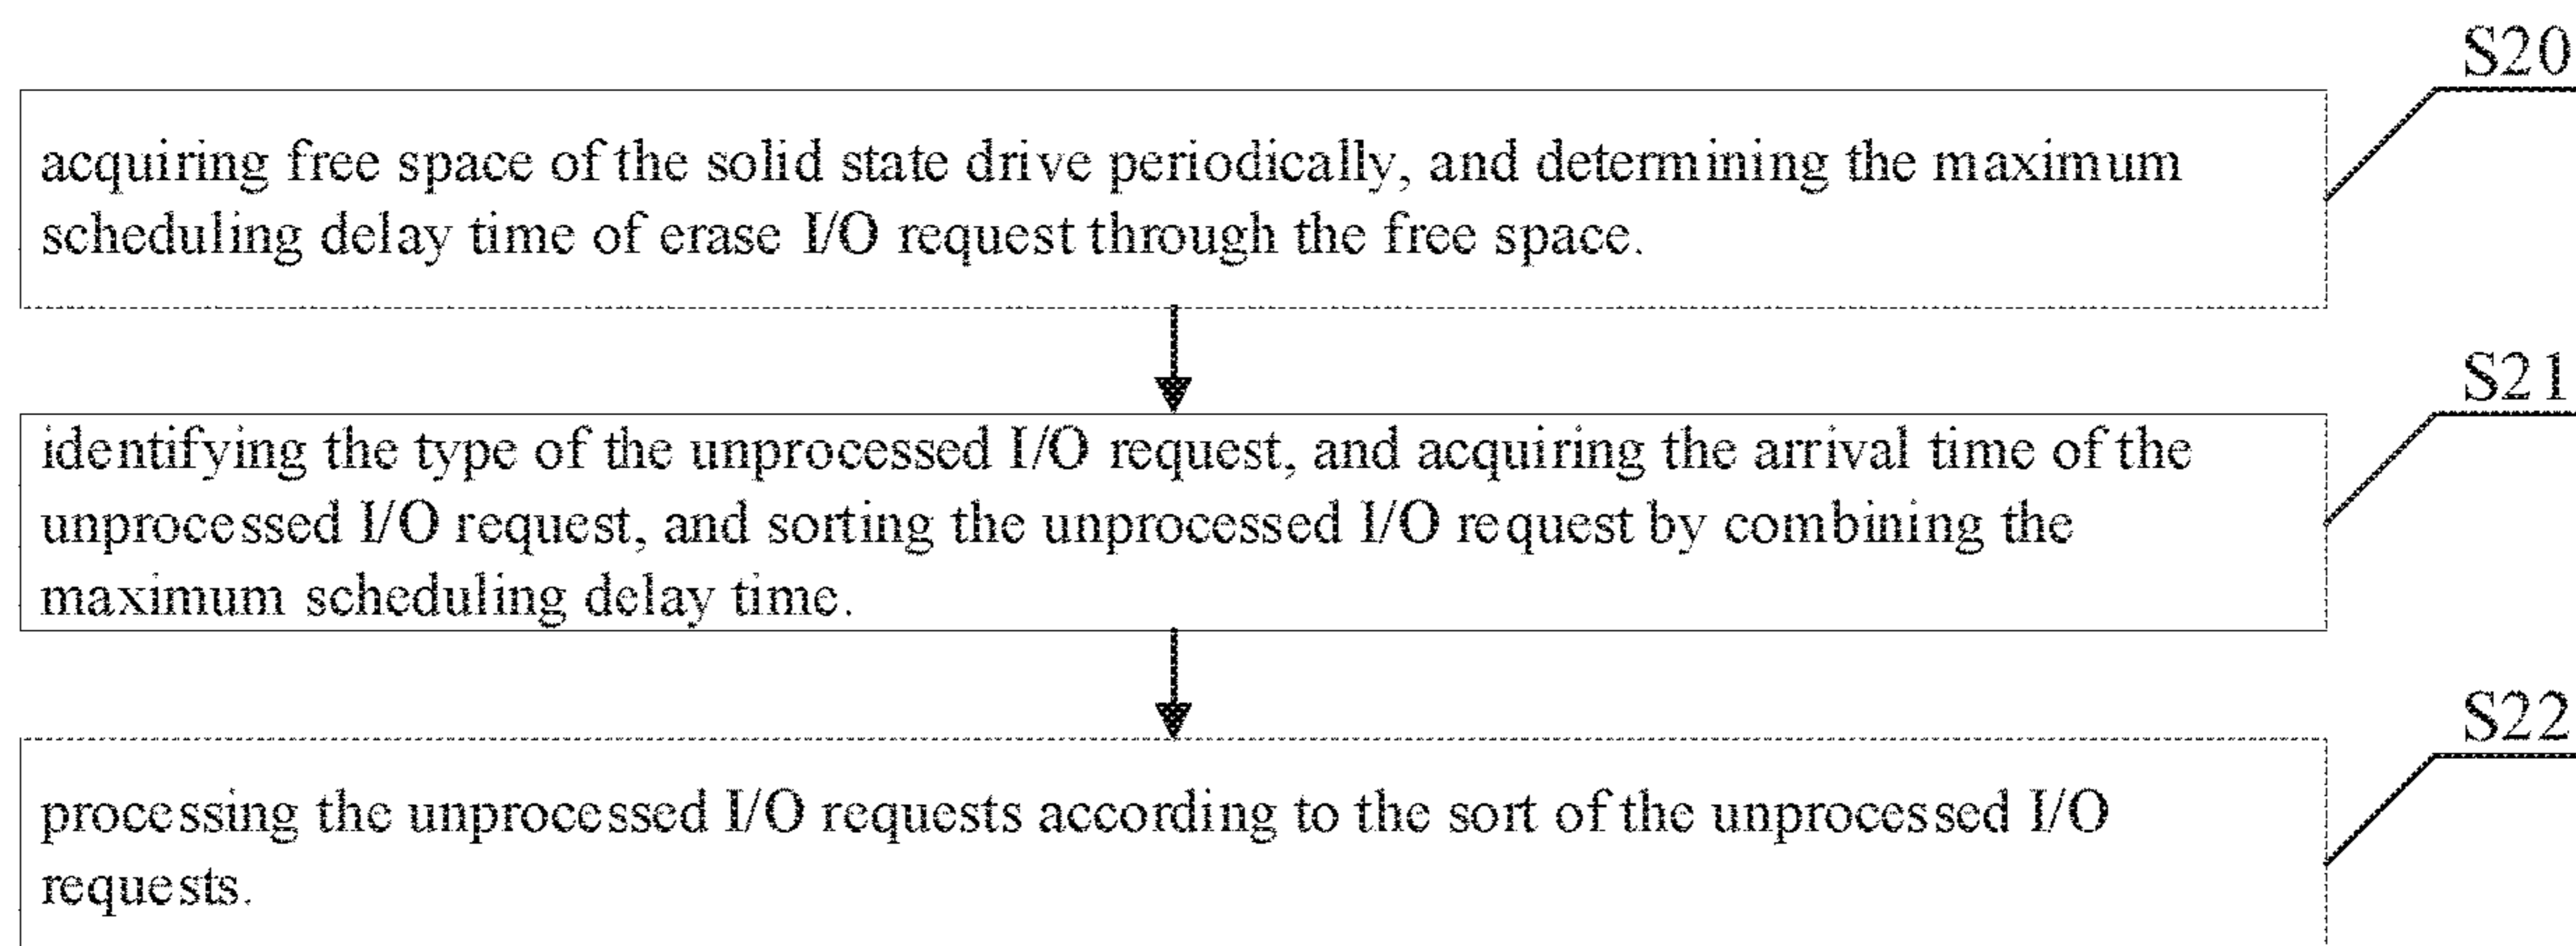 S20
acquiring free space of the solid state drive periodically, and determining the maximum
scheduling delay time of erase I/O request through the free space.
S21
identifying the type of the unprocessed I/O request, and acquiring the arrival time of the
unprocessed I/O request, and sorting the unprocessed I/O request by combining the
maximum scheduling delay time.
S22
processing the unprocessed I/O requests according to the sort of the unprocessed I/O
requests.